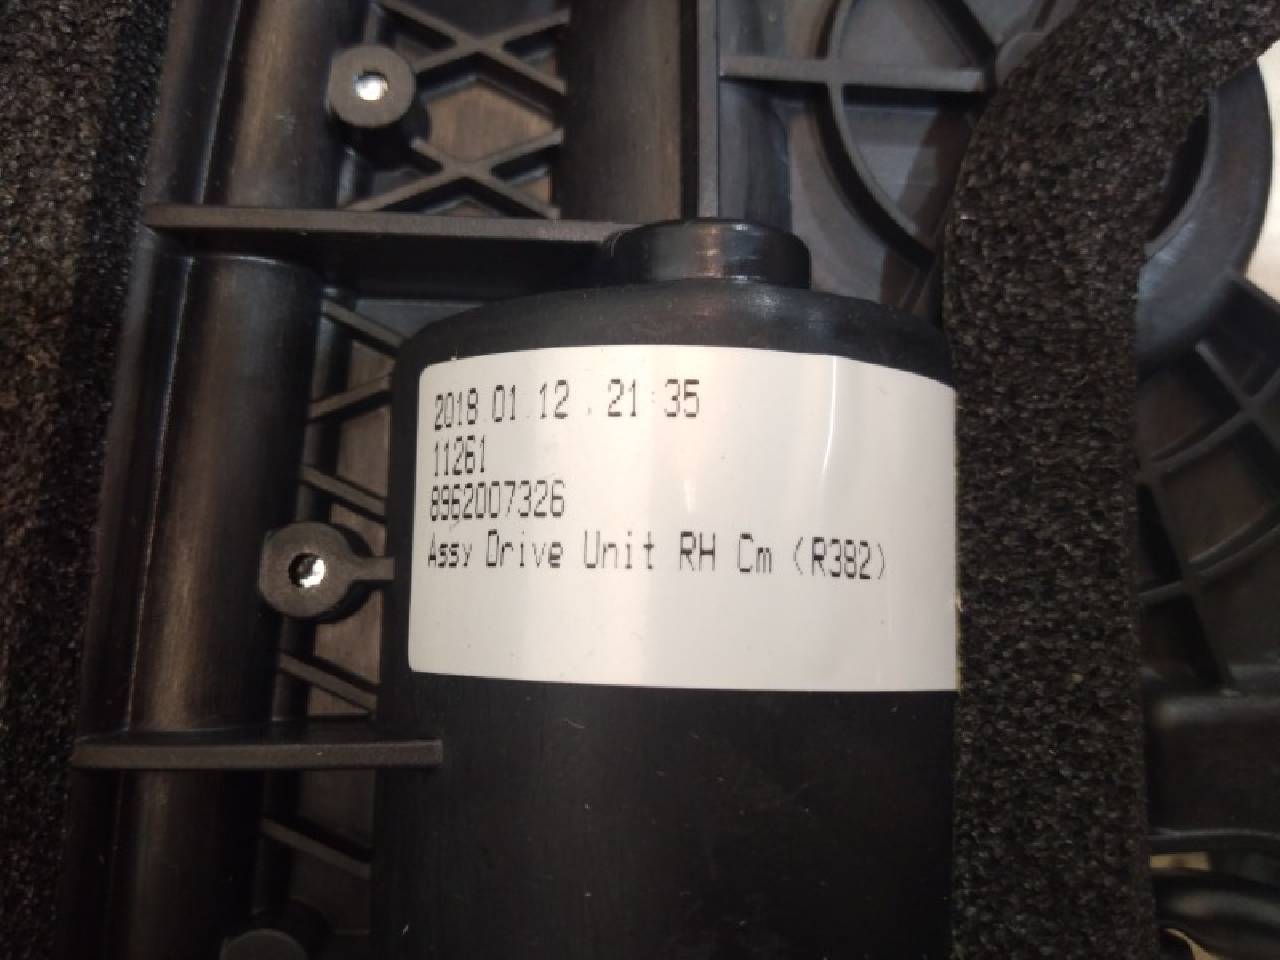 2018.01.12 . 21:35
11261
8962007326
Assy Drive Unit RH Cm (R382)